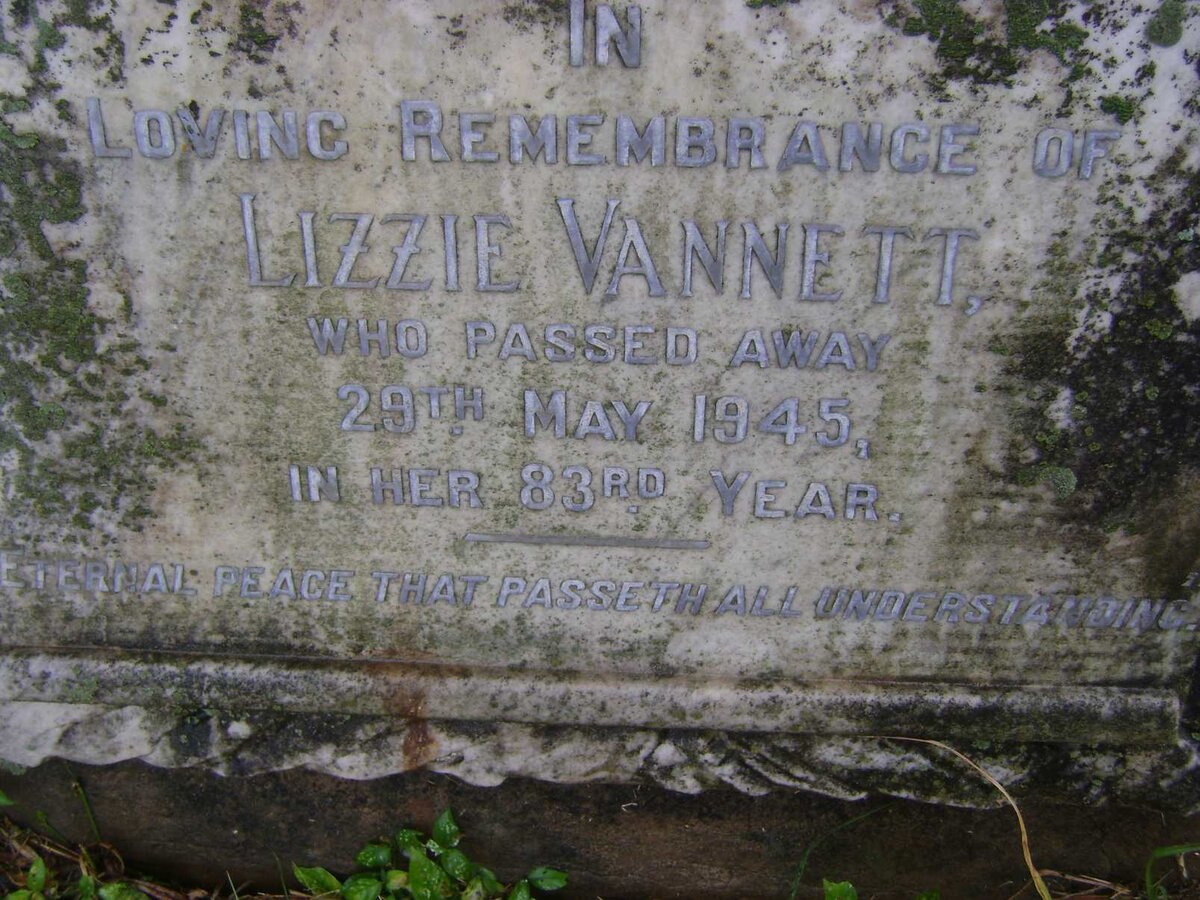 IN
LOVING REMEMBRANCE OF
LIZZIE VANNETT,
WHO PASSED AWAY
29TH MAY 1945,
IN HER 83RD YEAR.
ETERNAL PEACE THAT PASSETH ALL UNDERSTANDING.